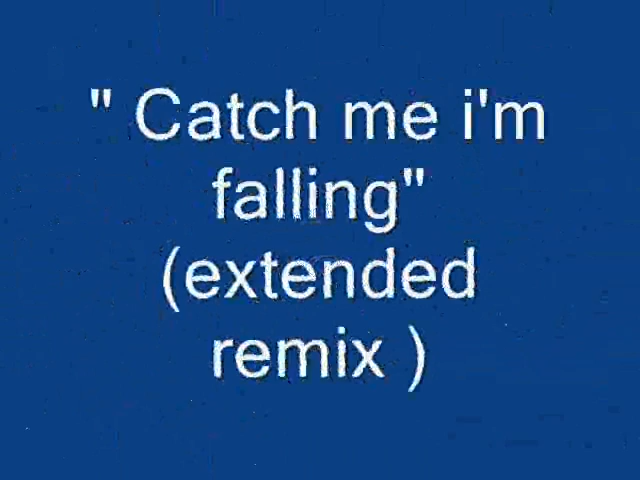 " Catch me i'm
falling"
(extended
remix )